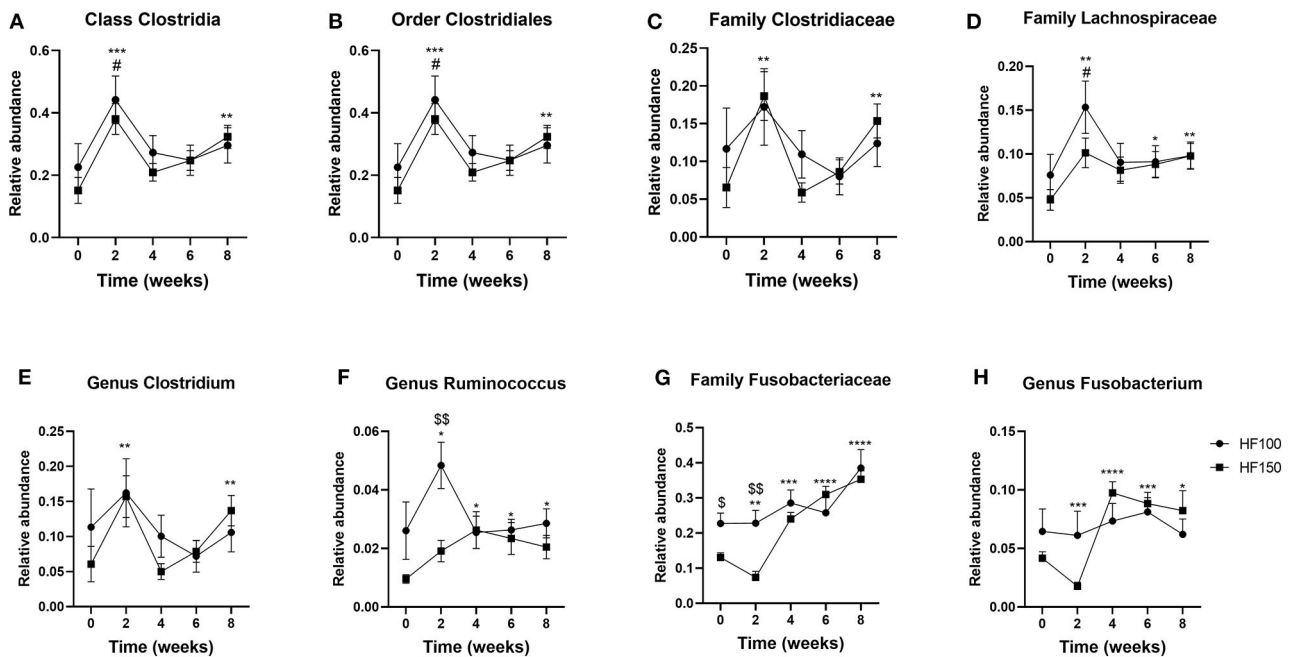 A
Class Clostridia
Relative abundance
0.6
0.4
0.2
0.0
***
#
**
0 2 4 6 8
Time (weeks)
B
Order Clostridiales
Relative abundance
0.6
0.4
0.2
0.0
***
#
**
0 2 4 6 8
Time (weeks)
C
Family Clostridiaceae
Relative abundance
0.25
0.20
0.15
0.10
0.05
0.00
**
**
0 2 4 6 8
Time (weeks)
D
Family Lachnospiraceae
Relative abundance
0.20
0.15
0.10
0.05
0.00
**
#
*
**
0 2 4 6 8
Time (weeks)
E
Genus Clostridium
Relative abundance
0.25
0.20
0.15
0.10
0.05
0.00
**
**
0 2 4 6 8
Time (weeks)
F
Genus Ruminococcus
Relative abundance
0.06
0.04
0.02
0.00
$$
*
*
*
*
0 2 4 6 8
Time (weeks)
G
Family Fusobacteriaceae
Relative abundance
0.5
0.4
0.3
0.2
0.1
0.0
$
$$
**
***
****
****
0 2 4 6 8
Time (weeks)
H
Genus Fusobacterium
Relative abundance
0.15
0.10
0.05
0.00
***
****
***
*
0 2 4 6 8
Time (weeks)
HF100
HF150